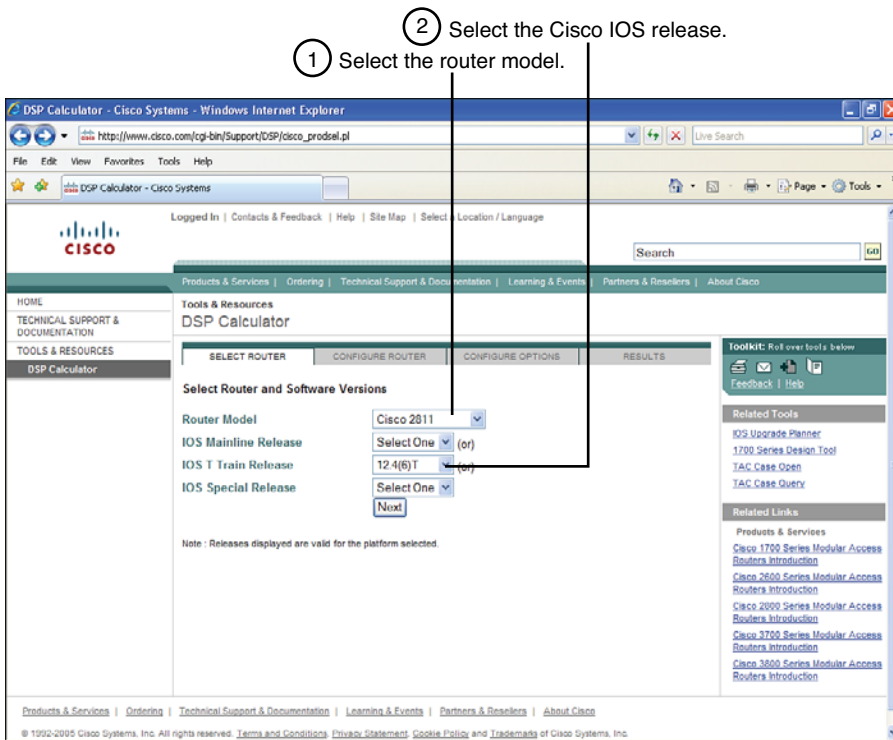 2 Select the Cisco IOS release.
1 Select the router model.
DSP Calculator - Cisco Systems - Windows Internet Explorer
http://www.cisco.com/cgi-bin/Support/DSP/cisco_prodsel.pl
Live Search
File Edit View Favorites Tools Help
DSP Calculator - Cisco Systems
Page Tools
CISCO
Logged In | Contacts & Feedback | Help | Site Map | Select a Location / Language
Search
GO
Products & Services | Ordering | Technical Support & Documentation | Learning & Events | Partners & Resellers | About Cisco
HOME
TECHNICAL SUPPORT &
DOCUMENTATION
TOOLS & RESOURCES
DSP Calculator
Tools & Resources
DSP Calculator
SELECT ROUTER CONFIGURE ROUTER CONFIGURE OPTIONS RESULTS
Select Router and Software Versions
Router Model Cisco 2811
IOS Mainline Release Select One (or)
IOS T Train Release 12.4(6)T (or)
IOS Special Release Select One
Next
Note : Releases displayed are valid for the platform selected.
Toolkit: Roll over tools below
Feedback | Help
Related Tools
IOS Upgrade Planner
1700 Series Design Tool
TAC Case Open
TAC Case Query
Related Links
Products & Services
Cisco 1700 Series Modular Access
Routers Introduction
Cisco 2600 Series Modular Access
Routers Introduction
Cisco 2800 Series Modular Access
Routers Introduction
Cisco 3700 Series Modular Access
Routers Introduction
Cisco 3800 Series Modular Access
Routers Introduction
Products & Services | Ordering | Technical Support & Documentation | Learning & Events | Partners & Resellers | About Cisco
© 1992-2005 Cisco Systems, Inc. All rights reserved. Terms and Conditions, Privacy Statement, Cookie Policy and Trademarks of Cisco Systems, Inc.